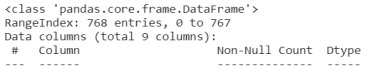 <class 'pandas.core.frame.DataFrame'>
RangeIndex: 768 entries, 0 to 767
Data columns (total 9 columns):
 #   Column                    Non-Null Count  Dtype
---  ------                    --------------  -----